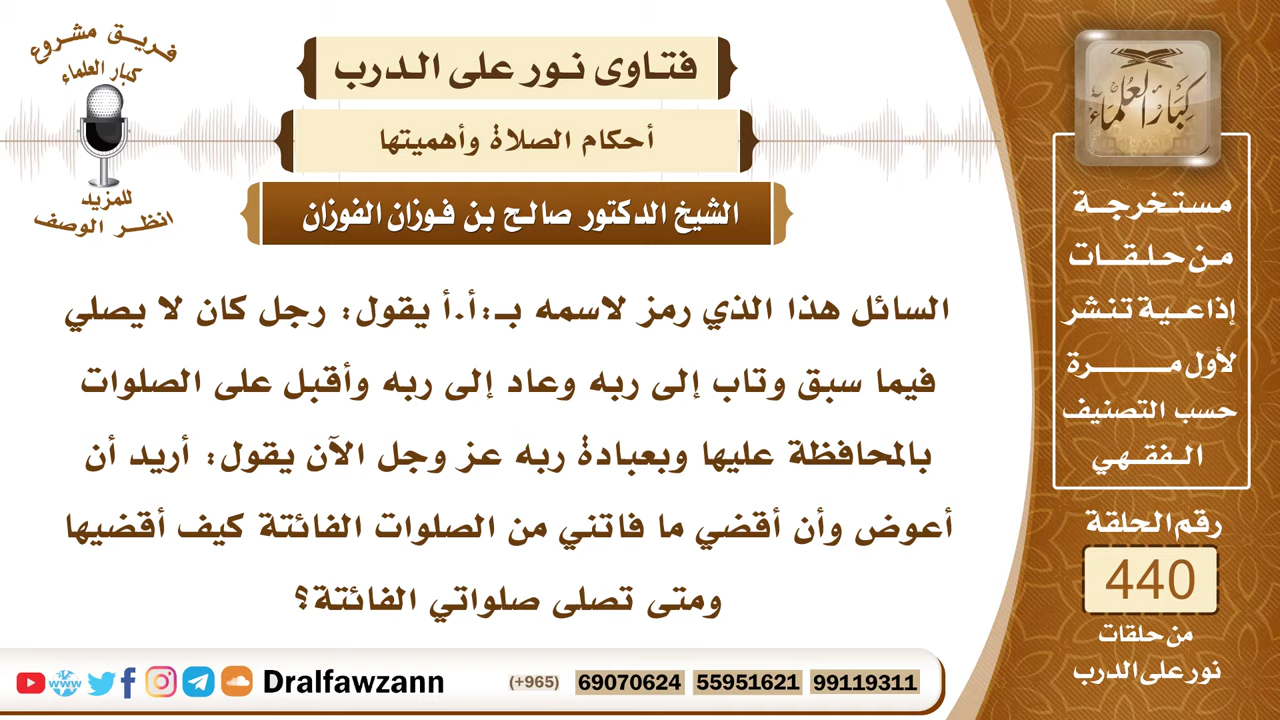 فريق مشروع
كبار العلماء
للمزيد
انظر الوصف
فتاوى نور على الدرب
أحكام الصلاة وأهميتها
الشيخ الدكتور صالح بن فوزان الفوزان
السائل هذا الذي رمز لاسمه بـ:أ.أ يقول: رجل كان لا يصلي
فيما سبق وتاب إلى ربه وعاد إلى ربه وأقبل على الصلوات
بالمحافظة عليها وبعبادة ربه عز وجل الآن يقول: أريد أن
أعوض وأن أقضي ما فاتني من الصلوات الفائتة كيف أقضيها
ومتى تصلى صلواتي الفائتة؟
كبار العلماء
مستخرجة
من حلقات
إذاعية تنشر
لأول مرة
حسب التصنيف
الفقهي
رقم الحلقة
440
من حلقات
نور على الدرب
www
Dralfawzann (+965) 69070624 55951621 99119311